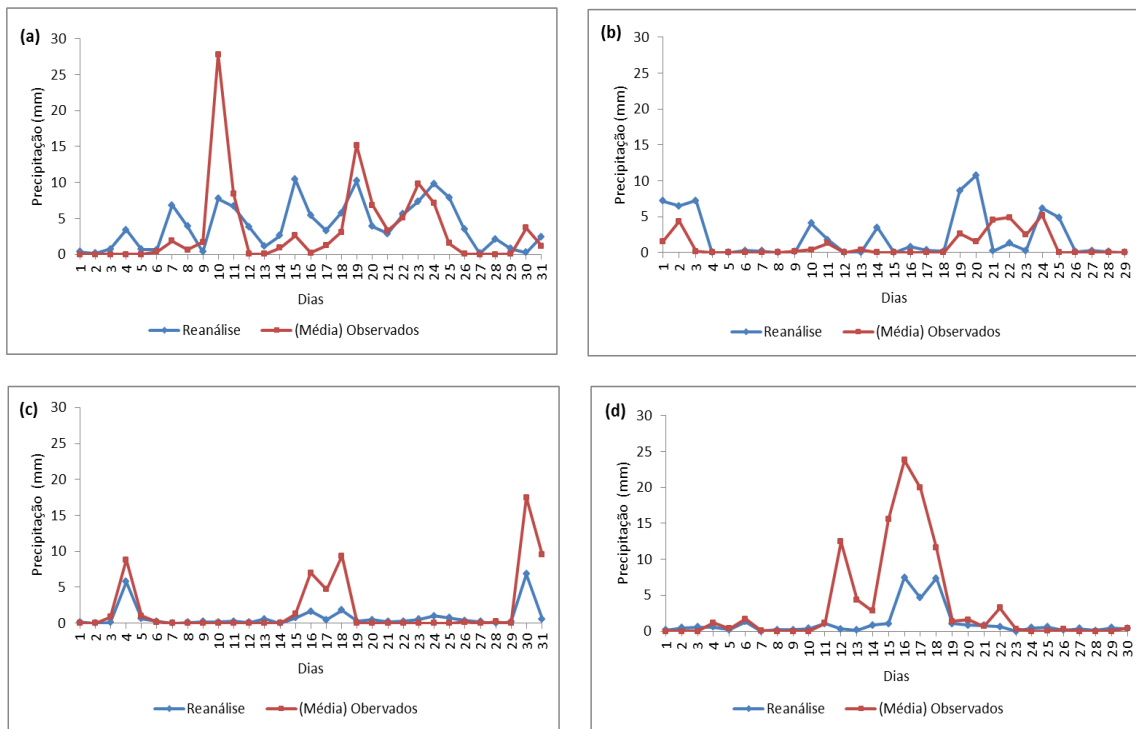 (a)
Precipitação (mm)
30
25
20
15
10
5
0
1 2 3 4 5 6 7 8 9 10 11 12 13 14 15 16 17 18 19 20 21 22 23 24 25 26 27 28 29 30 31
Dias
Reanálise (Média) Observados
(b)
Precipitação (mm)
30
25
20
15
10
5
0
1 2 3 4 5 6 7 8 9 10 11 12 13 14 15 16 17 18 19 20 21 22 23 24 25 26 27 28 29
Dias
Reanálise (Média) Observados
(c)
Precipitação (mm)
30
25
20
15
10
5
0
1 2 3 4 5 6 7 8 9 10 11 12 13 14 15 16 17 18 19 20 21 22 23 24 25 26 27 28 29 30 31
Dias
Reanálise (Média) Obervados
(d)
Precipitação (mm)
30
25
20
15
10
5
0
1 2 3 4 5 6 7 8 9 10 11 12 13 14 15 16 17 18 19 20 21 22 23 24 25 26 27 28 29 30
Dias
Reanálise (Média) Observados